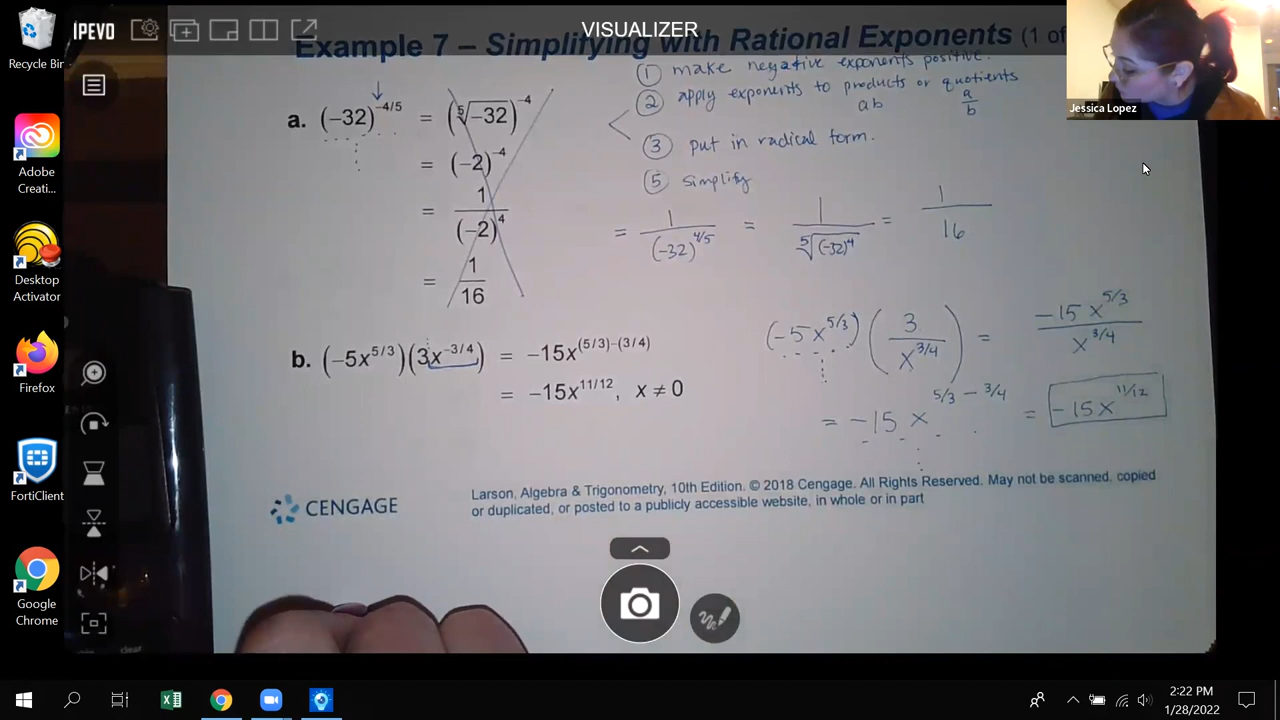 Recycle Bin
IPEVO
VISUALIZER
Example 7 – Simplifying with Rational Exponents (1 of
Jessica Lopez
① make negative exponents positive.
② apply exponents to products or quotients
ab a/b
③ put in radical form.
⑤ simplify
a. (−32)^−4/5 = (⁵√−32)^−4
= (−2)^−4
= 1/(−2)^4
= 1/16
= 1/(-32)^4/5 = 1/⁵√(-32)^4 = 1/16
b. (−5x^5/3)(3x^−3/4) = −15x^(5/3)−(3/4)
= −15x^11/12, x ≠ 0
(-5x^5/3)(3/x^3/4) = -15x^5/3/x^3/4
= -15x^5/3 - 3/4 = -15x^11/12
CENGAGE
Larson, Algebra & Trigonometry, 10th Edition. © 2018 Cengage. All Rights Reserved. May not be scanned, copied
or duplicated, or posted to a publicly accessible website, in whole or in part
Adobe
Creati...
Desktop
Activator
Firefox
FortiClient
Google
Chrome
clear
2:22 PM
1/28/2022